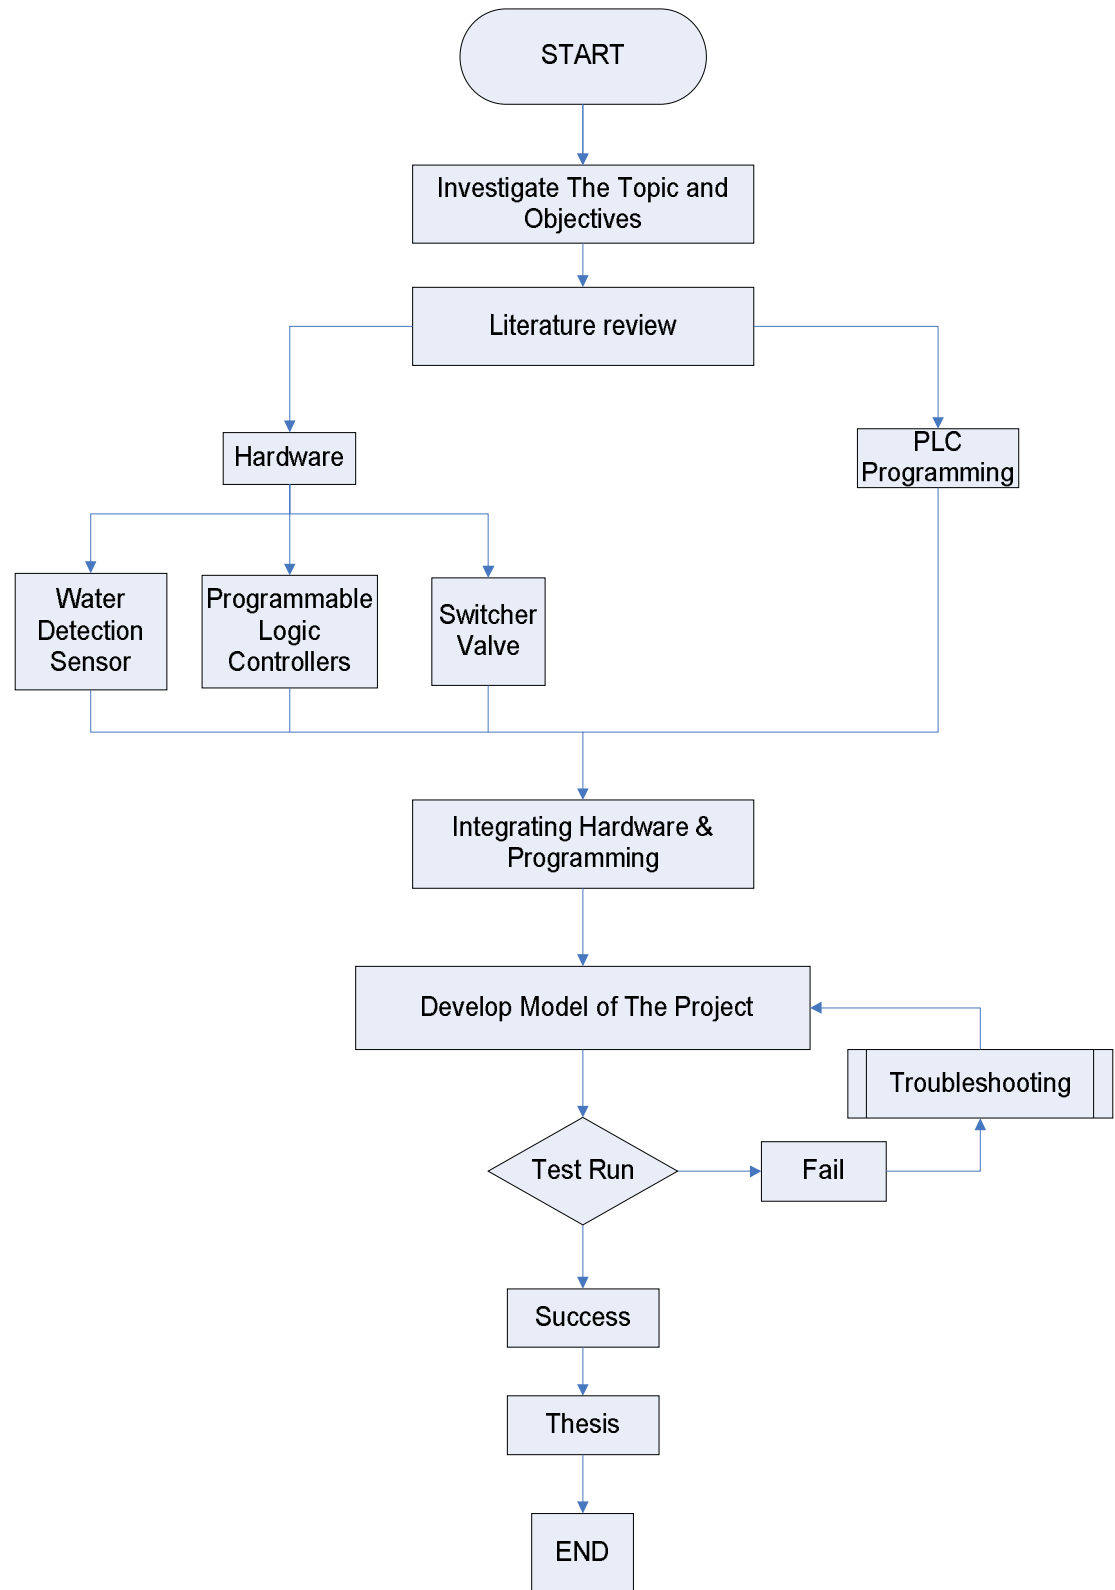 START
Investigate The Topic and
Objectives
Literature review
Hardware
PLC
Programming
Water
Detection
Sensor
Programmable
Logic
Controllers
Switcher
Valve
Integrating Hardware &
Programming
Develop Model of The Project
Troubleshooting
Test Run
Fail
Success
Thesis
END